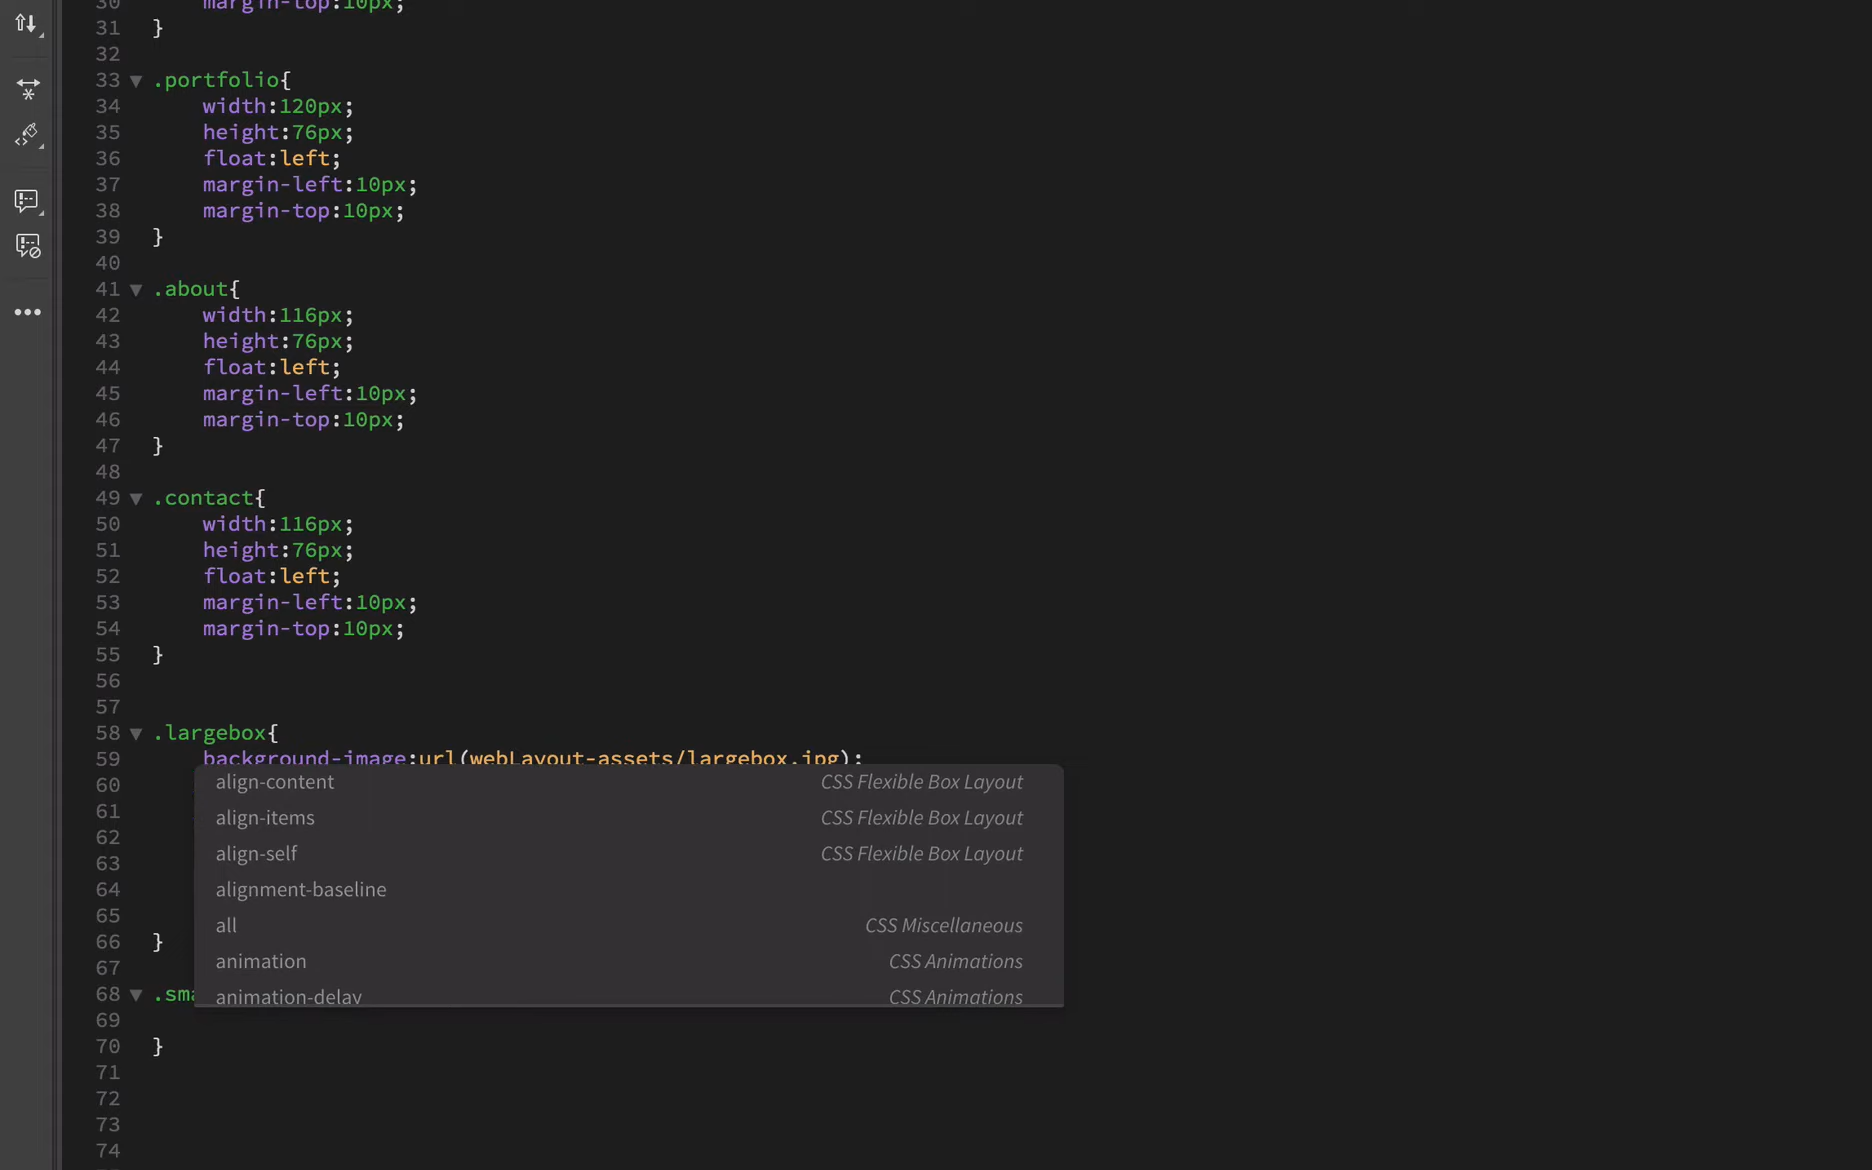 30 margin-top:10px;
31 }
32
33 .portfolio{
34 width:120px;
35 height:76px;
36 float:left;
37 margin-left:10px;
38 margin-top:10px;
39 }
40
41 .about{
42 width:116px;
43 height:76px;
44 float:left;
45 margin-left:10px;
46 margin-top:10px;
47 }
48
49 .contact{
50 width:116px;
51 height:76px;
52 float:left;
53 margin-left:10px;
54 margin-top:10px;
55 }
56
57
58 .largebox{
59 background-image:url(webLayout-assets/largebox.jpg);
60 align-content CSS Flexible Box Layout
61 align-items CSS Flexible Box Layout
62
63 align-self CSS Flexible Box Layout
64 alignment-baseline
65 all CSS Miscellaneous
66 }
67 animation CSS Animations
68 .sma animation-delay CSS Animations
69
70 }
71
72
73
74